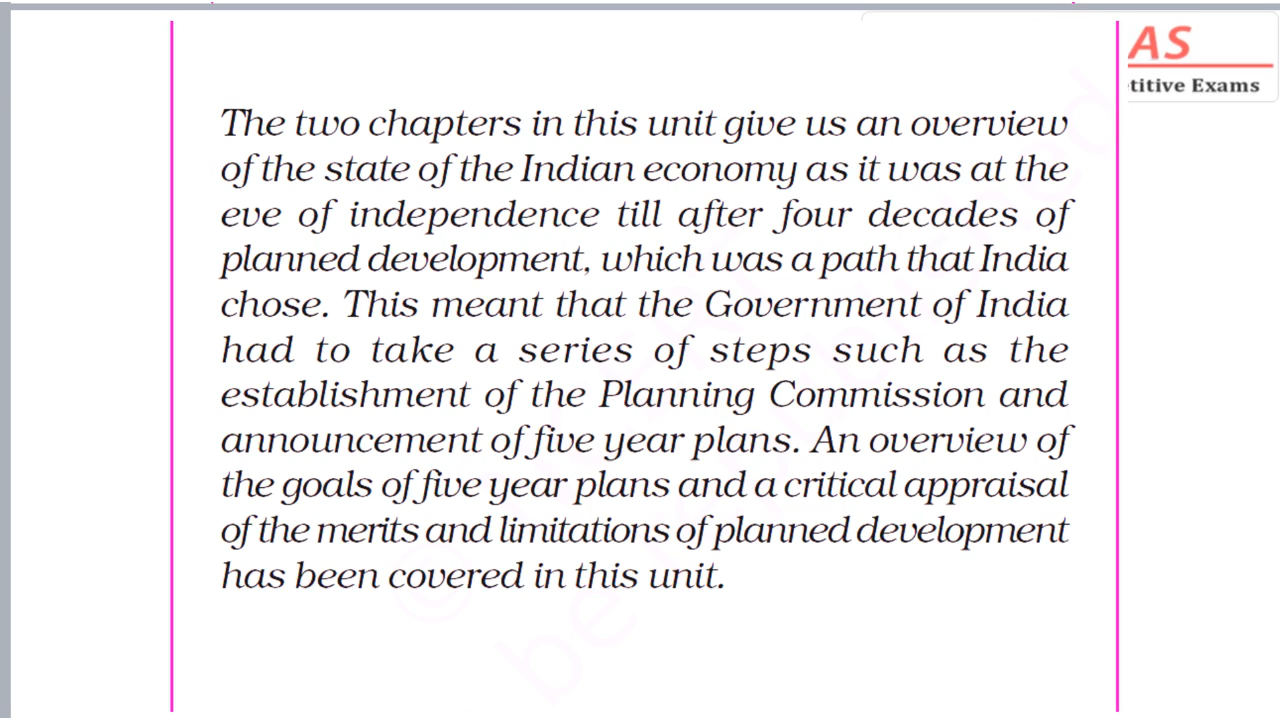 AS
titive Exams
The two chapters in this unit give us an overview
of the state of the Indian economy as it was at the
eve of independence till after four decades of
planned development, which was a path that India
chose. This meant that the Government of India
had to take a series of steps such as the
establishment of the Planning Commission and
announcement of five year plans. An overview of
the goals of five year plans and a critical appraisal
of the merits and limitations of planned development
has been covered in this unit.